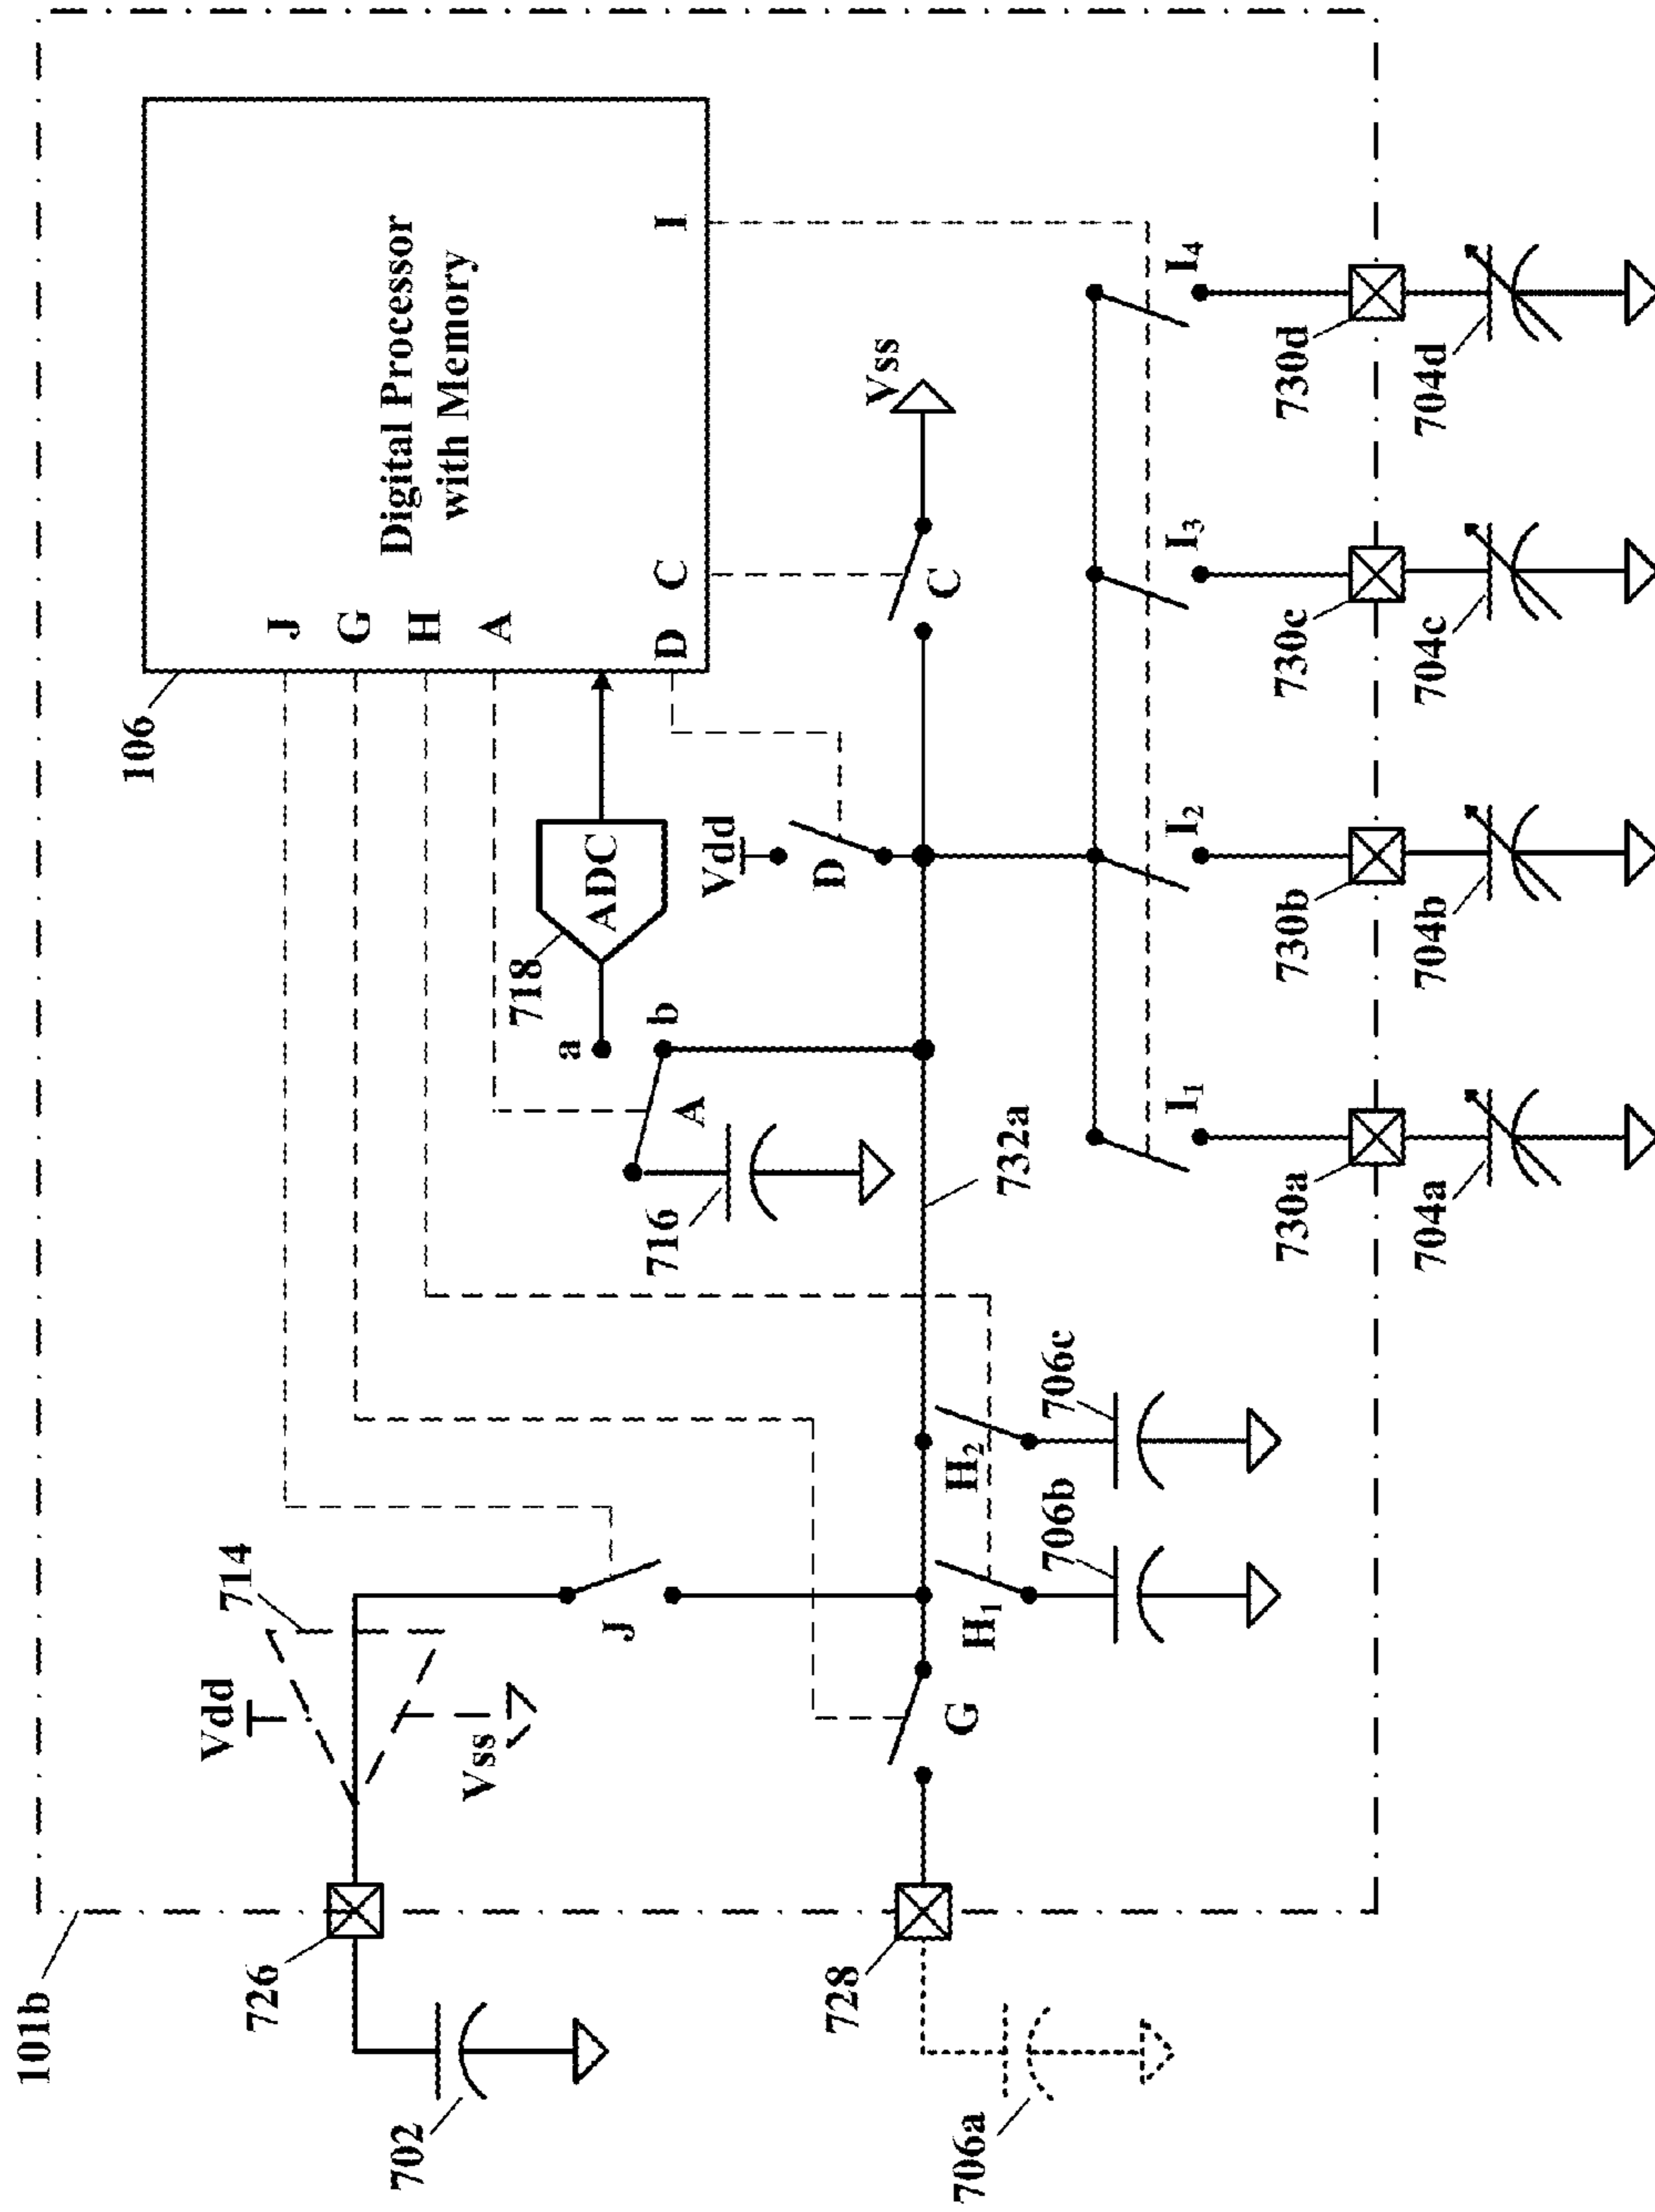 101b
106
Digital Processor
with Memory
J
G
H
A
D
C
I
714
Vdd
Vss
726
702
J
718
ADC
a
b
A
716
Vdd
D
Vss
C
728
706a
G
H1
H2
706b
706c
732a
I1
I2
I3
I4
730a
730b
730c
730d
704a
704b
704c
704d